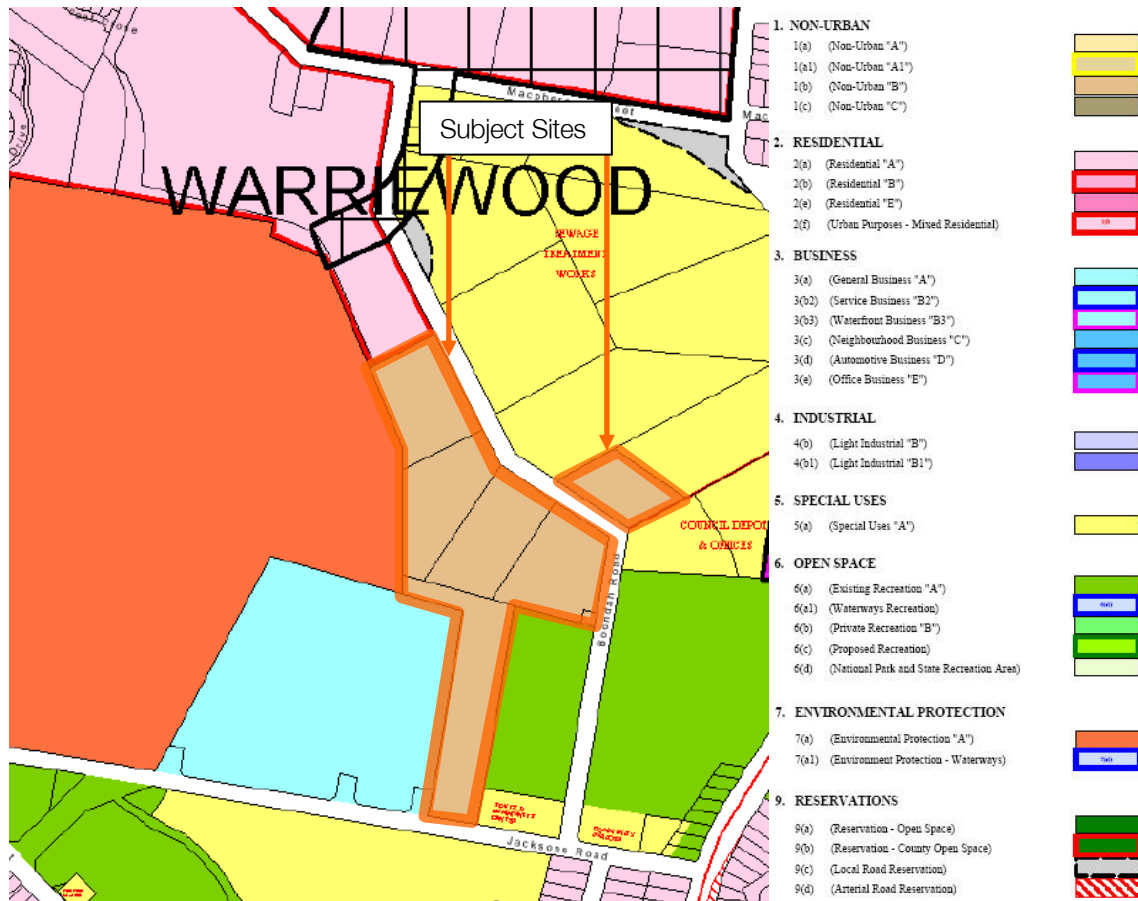 Macpherson Street
Mac
Drive
Subject Sites
WARRIEWOOD
SEWAGE
TREATMENT
WORKS
COUNCIL DEPOT
& OFFICES
Boondah Road
Jacksons Road
1. NON-URBAN
1(a) (Non-Urban "A")
1(a1) (Non-Urban "A1")
1(b) (Non-Urban "B")
1(c) (Non-Urban "C")
2. RESIDENTIAL
2(a) (Residential "A")
2(b) (Residential "B")
2(e) (Residential "E")
2(f) (Urban Purposes - Mixed Residential)
2(f)
3. BUSINESS
3(a) (General Business "A")
3(b2) (Service Business "B2")
3(b3) (Waterfront Business "B3")
3(c) (Neighbourhood Business "C")
3(d) (Automotive Business "D")
3(e) (Office Business "E")
4. INDUSTRIAL
4(b) (Light Industrial "B")
4(b1) (Light Industrial "B1")
5. SPECIAL USES
5(a) (Special Uses "A")
6. OPEN SPACE
6(a) (Existing Recreation "A")
6(a1) (Waterways Recreation)
6(a1)
6(b) (Private Recreation "B")
6(c) (Proposed Recreation)
6(d) (National Park and State Recreation Area)
7. ENVIRONMENTAL PROTECTION
7(a) (Environmental Protection "A")
7(a1) (Environment Protection - Waterways)
7(a1)
9. RESERVATIONS
9(a) (Reservation - Open Space)
9(b) (Reservation - County Open Space)
9(c) (Local Road Reservation)
9(d) (Arterial Road Reservation)